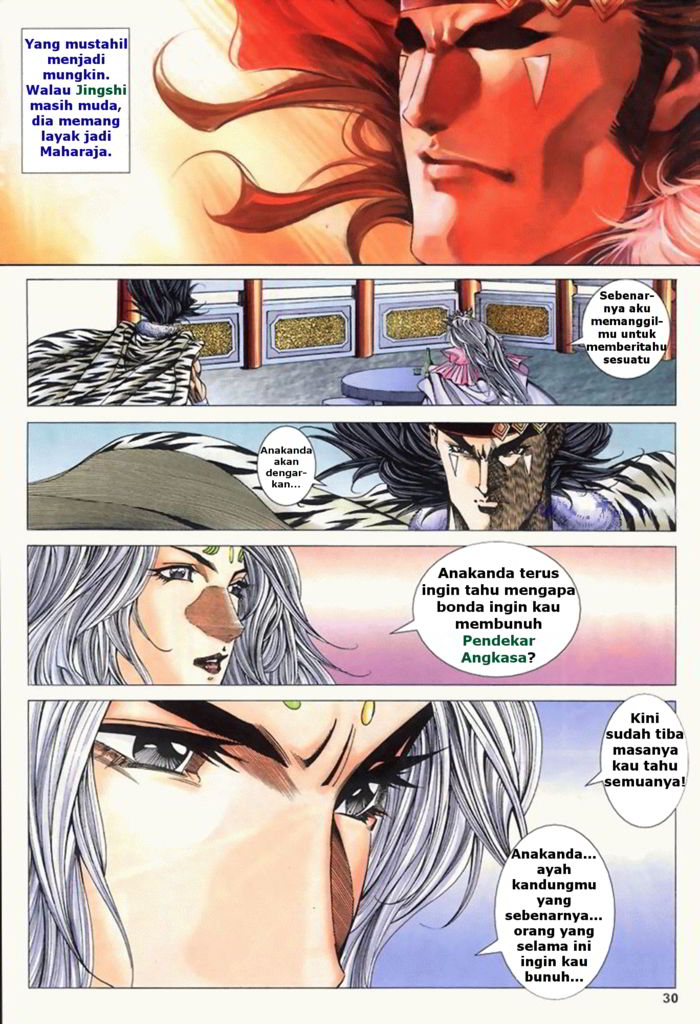 Yang mustahil
menjadi
mungkin.
Walau Jingshi
masih muda,
dia memang
layak jadi
Maharaja.
Sebenar-
nya aku
memanggil-
mu untuk
memberitahu
sesuatu
Anakanda
akan
dengar-
kan...
Anakanda terus
ingin tahu mengapa
bonda ingin kau
membunuh
Pendekar
Angkasa?
Kini
sudah tiba
masanya
kau tahu
semuanya!
Anakanda...
ayah
kandungmu
yang
sebenarnya...
orang yang
selama ini
ingin kau
bunuh...
30